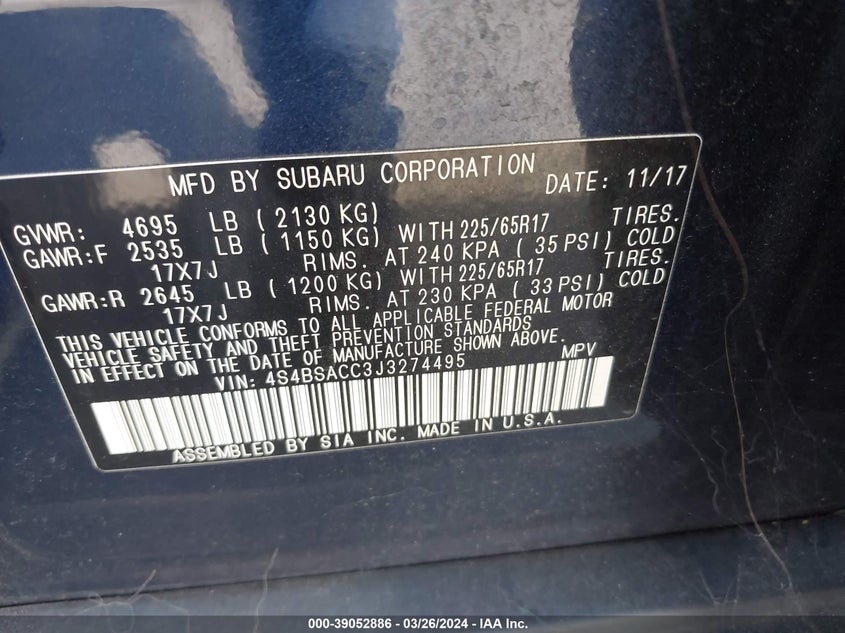 MFD BY SUBARU CORPORATION DATE: 11/17
GVWR: 4695 LB ( 2130 KG)
GAWR:F 2535 LB ( 1150 KG) WITH 225/65R17 TIRES.
17X7J RIMS. AT 240 KPA ( 35 PSI) COLD
GAWR:R 2645 LB ( 1200 KG) WITH 225/65R17 TIRES.
17X7J RIMS. AT 230 KPA ( 33 PSI) COLD
THIS VEHICLE CONFORMS TO ALL APPLICABLE FEDERAL MOTOR
VEHICLE SAFETY AND THEFT PREVENTION STANDARDS
IN EFFECT ON THE DATE OF MANUFACTURE SHOWN ABOVE.
VIN: 4S4BSACC3J3274495 MPV
ASSEMBLED BY SIA INC. MADE IN U.S.A.
000-39052886 - 03/26/2024 - IAA Inc.